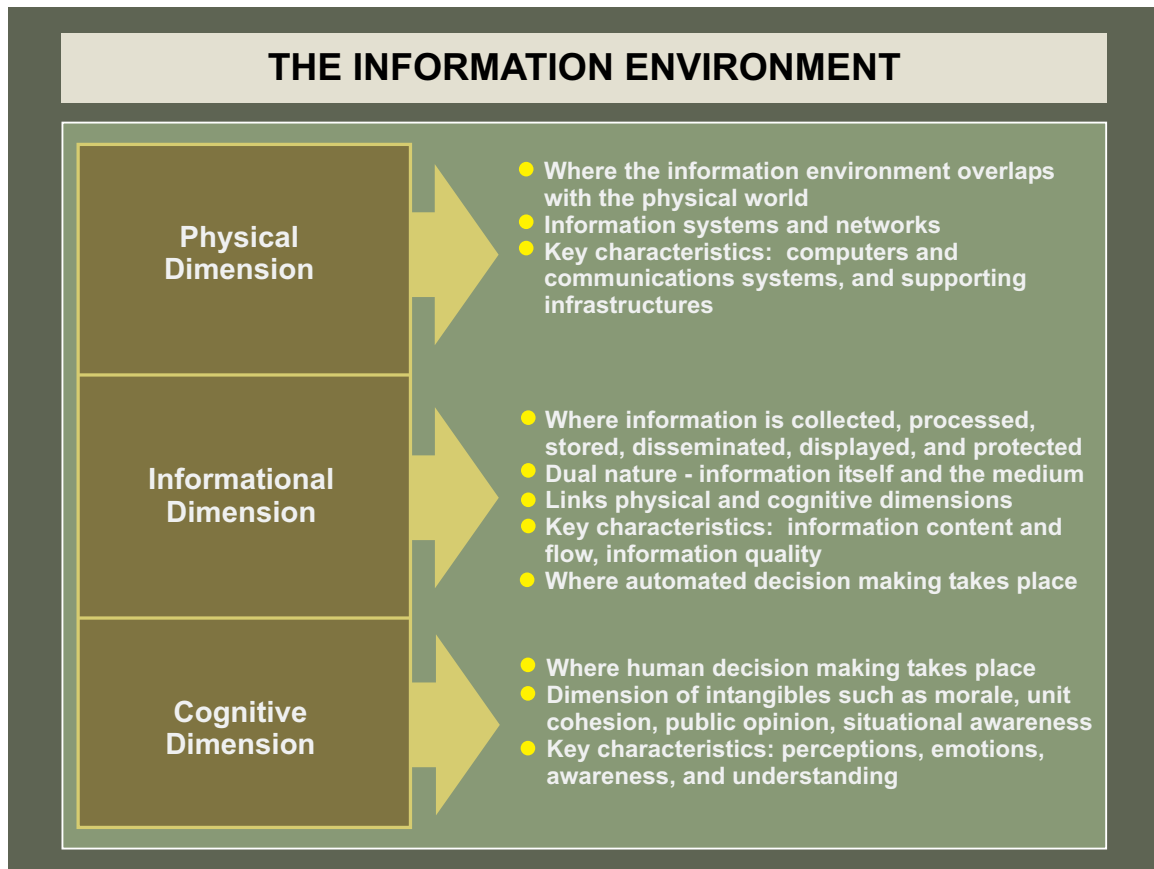 THE INFORMATION ENVIRONMENT
Physical
Dimension
● Where the information environment overlaps
with the physical world
● Information systems and networks
● Key characteristics: computers and
communications systems, and supporting
infrastructures
Informational
Dimension
● Where information is collected, processed,
stored, disseminated, displayed, and protected
● Dual nature - information itself and the medium
● Links physical and cognitive dimensions
● Key characteristics: information content and
flow, information quality
● Where automated decision making takes place
Cognitive
Dimension
● Where human decision making takes place
● Dimension of intangibles such as morale, unit
cohesion, public opinion, situational awareness
● Key characteristics: perceptions, emotions,
awareness, and understanding